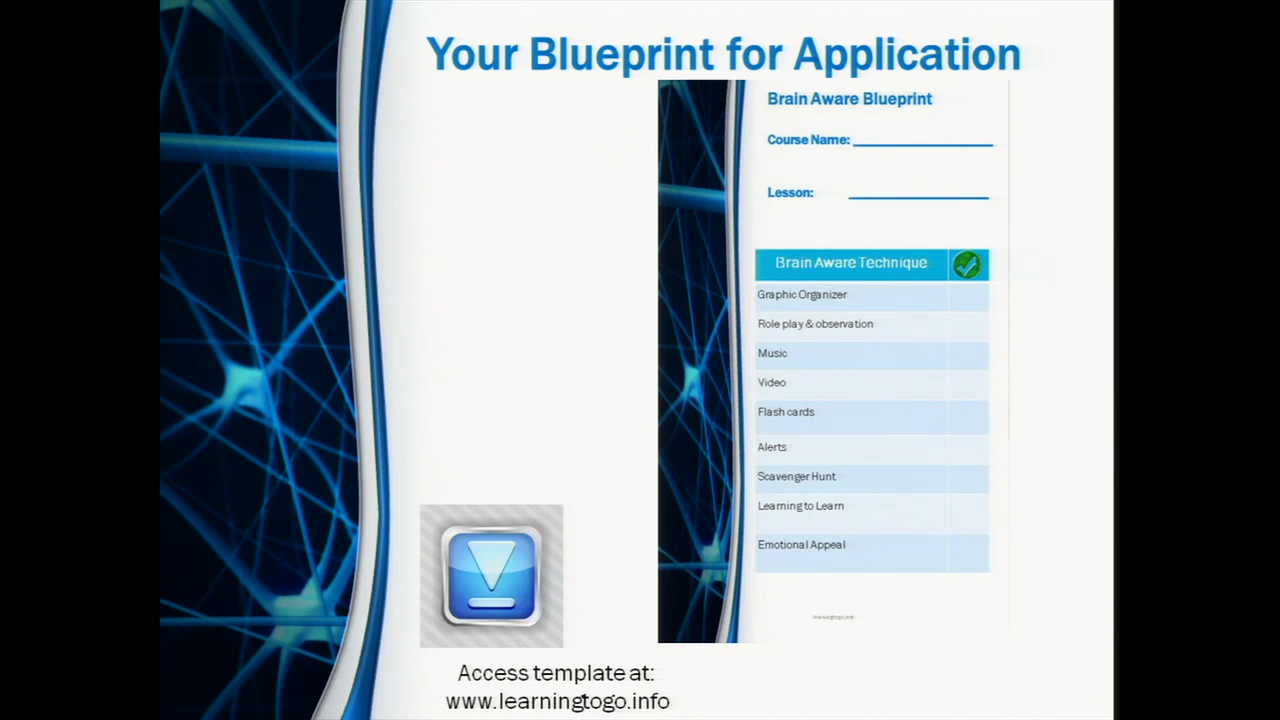 Your Blueprint for Application
Brain Aware Blueprint
Course Name:
Lesson:
Brain Aware Technique
Graphic Organizer
Role play & observation
Music
Video
Flash cards
Alerts
Scavenger Hunt
Learning to Learn
Emotional Appeal
Access template at:
www.learningtogo.info